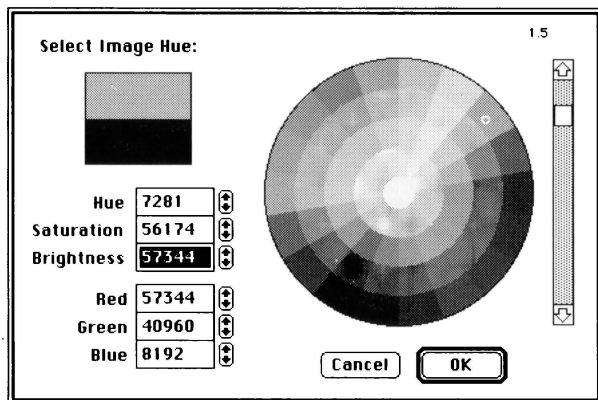 1.5
Select Image Hue:
Hue 7281
Saturation 56174
Brightness 57344
Red 57344
Green 40960
Blue 8192
Cancel OK